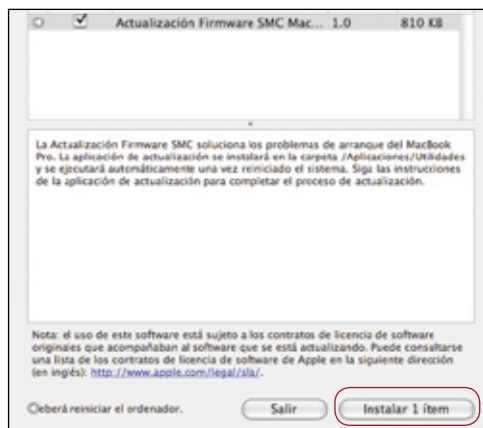 Actualización Firmware SMC Mac... 1.0 810 KB
La Actualización Firmware SMC soluciona los problemas de arranque del MacBook
Pro. La aplicación de actualización se instalará en la carpeta /Aplicaciones/Utilidades
y se ejecutará automáticamente una vez reiniciado el sistema. Siga las instrucciones
de la aplicación de actualización para completar el proceso de actualización.
Nota: el uso de este software está sujeto a los contratos de licencia de software
originales que acompañaban al software que se está actualizando. Puede consultarse
una lista de los contratos de licencia de software de Apple en la siguiente dirección
(en inglés): http://www.apple.com/legal/sla/.
Deberá reiniciar el ordenador.
Salir
Instalar 1 ítem